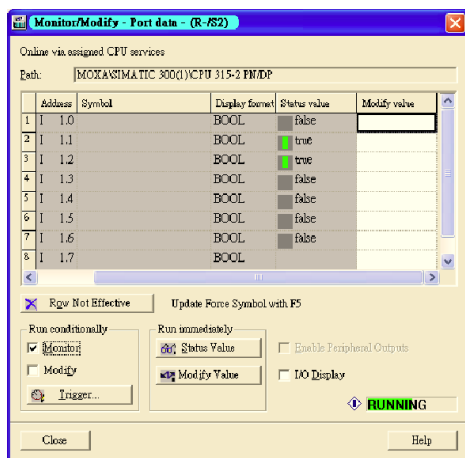 Monitor/Modify - Port data - (R-/S2)
Online via assigned CPU services
Path: MOXA\SIMATIC 300(1)\CPU 315-2 PN/DP
Address Symbol Display format Status value Modify value
1 I 1.0 BOOL false
2 I 1.1 BOOL true
3 I 1.2 BOOL true
4 I 1.3 BOOL false
5 I 1.4 BOOL false
6 I 1.5 BOOL false
7 I 1.6 BOOL false
8 I 1.7 BOOL
Row Not Effective Update Force Symbol with F5
Run conditionally Run immediately
Monitor Status Value Enable Peripheral Outputs
Modify Modify Value I/O Display
Trigger...
RUNNING
Close Help